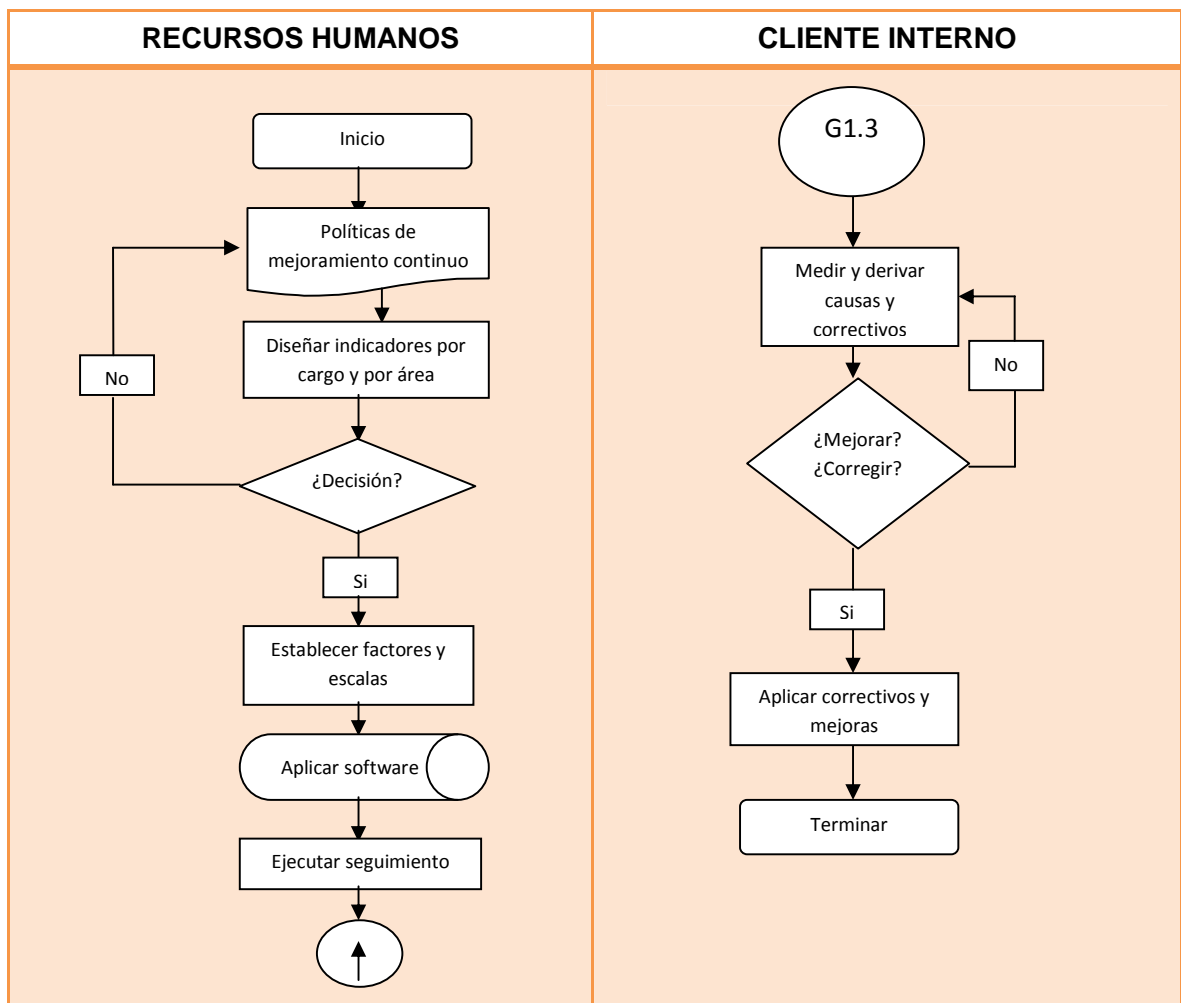 RECURSOS HUMANOS
CLIENTE INTERNO
Inicio
Políticas de
mejoramiento continuo
Diseñar indicadores por
cargo y por área
No
¿Decisión?
Si
Establecer factores y
escalas
Aplicar software
Ejecutar seguimiento
G1.3
Medir y derivar
causas y
correctivos
No
¿Mejorar?
¿Corregir?
Si
Aplicar correctivos y
mejoras
Terminar